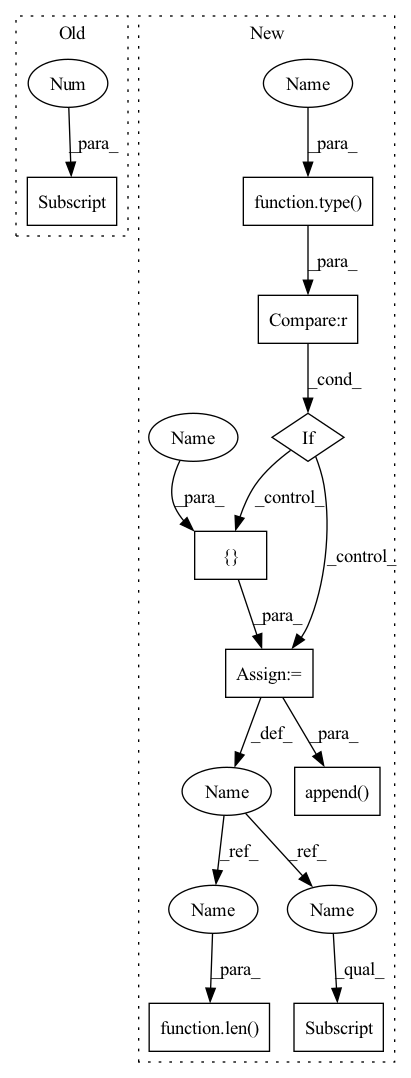 Old
New
Num
Name
_para_
_para_
Subscript
function.type()
_para_
Compare:r
_cond_
Name
If
_para_
_control_
_control_
{}
_para_
Assign:=
_def_
_para_
Name
append()
_ref_
_ref_
Name
Name
_para_
_qual_
function.len()
Subscript